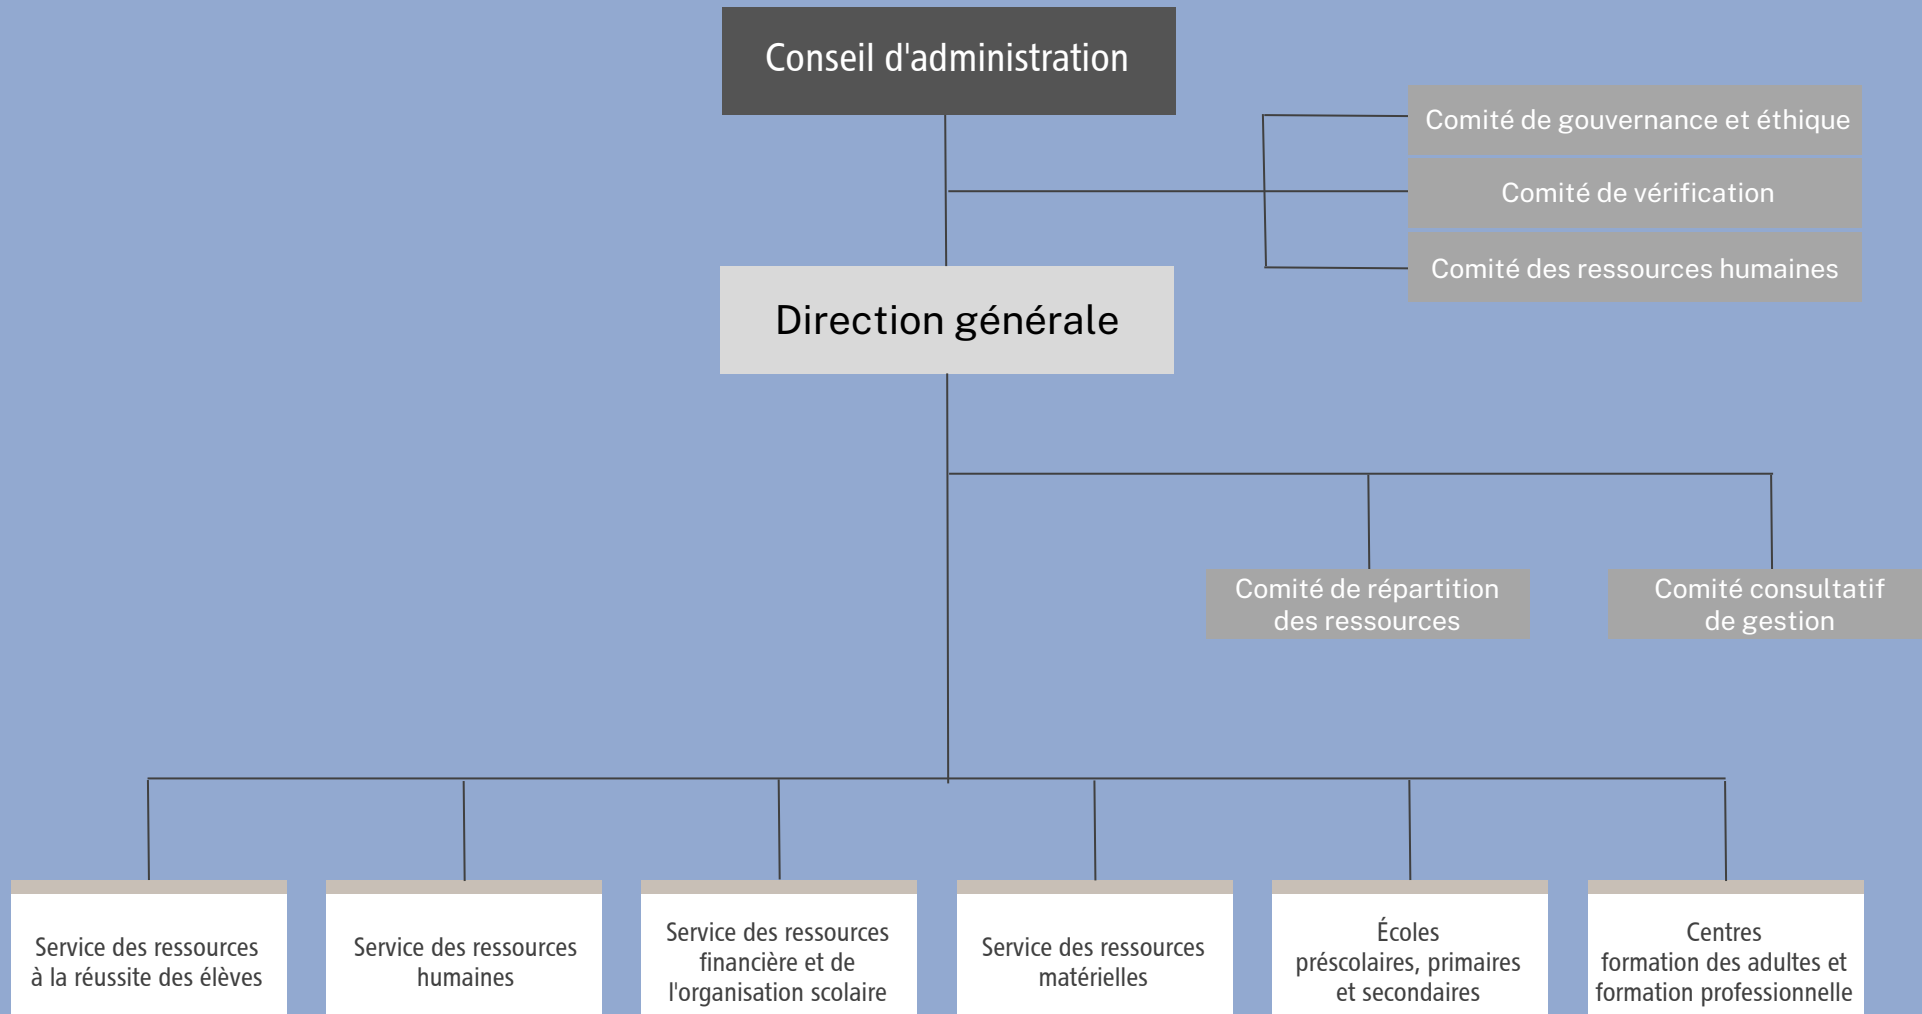 Conseil d'administration
Comité de gouvernance et éthique
Comité de vérification
Comité des ressources humaines
Direction générale
Comité de répartition
des ressources
Comité consultatif
de gestion
Service des ressources
à la réussite des élèves
Service des ressources
humaines
Service des ressources
financière et de
l'organisation scolaire
Service des ressources
matérielles
Écoles
préscolaires, primaires
et secondaires
Centres
formation des adultes et
formation professionnelle